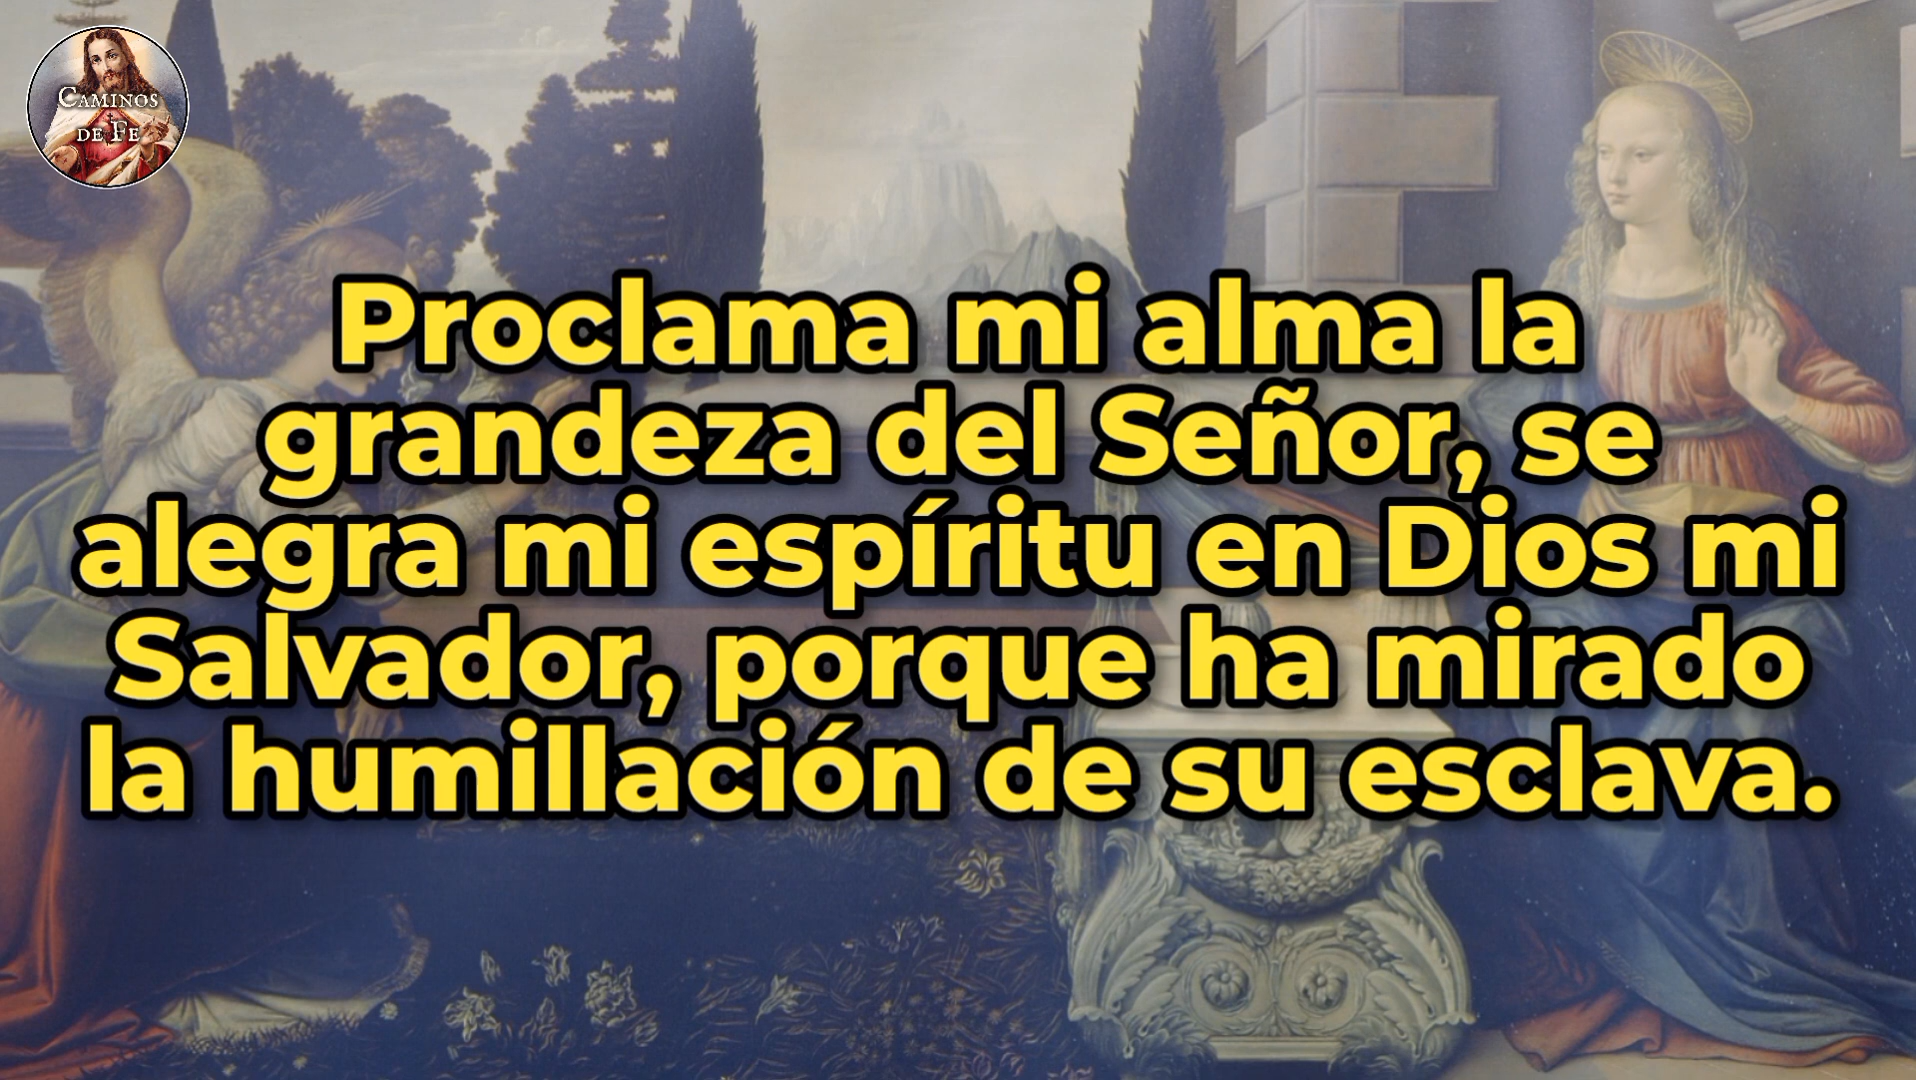 CAMINOS
DE FE
Proclama mi alma la
grandeza del Señor, se
alegra mi espíritu en Dios mi
Salvador, porque ha mirado
la humillación de su esclava.